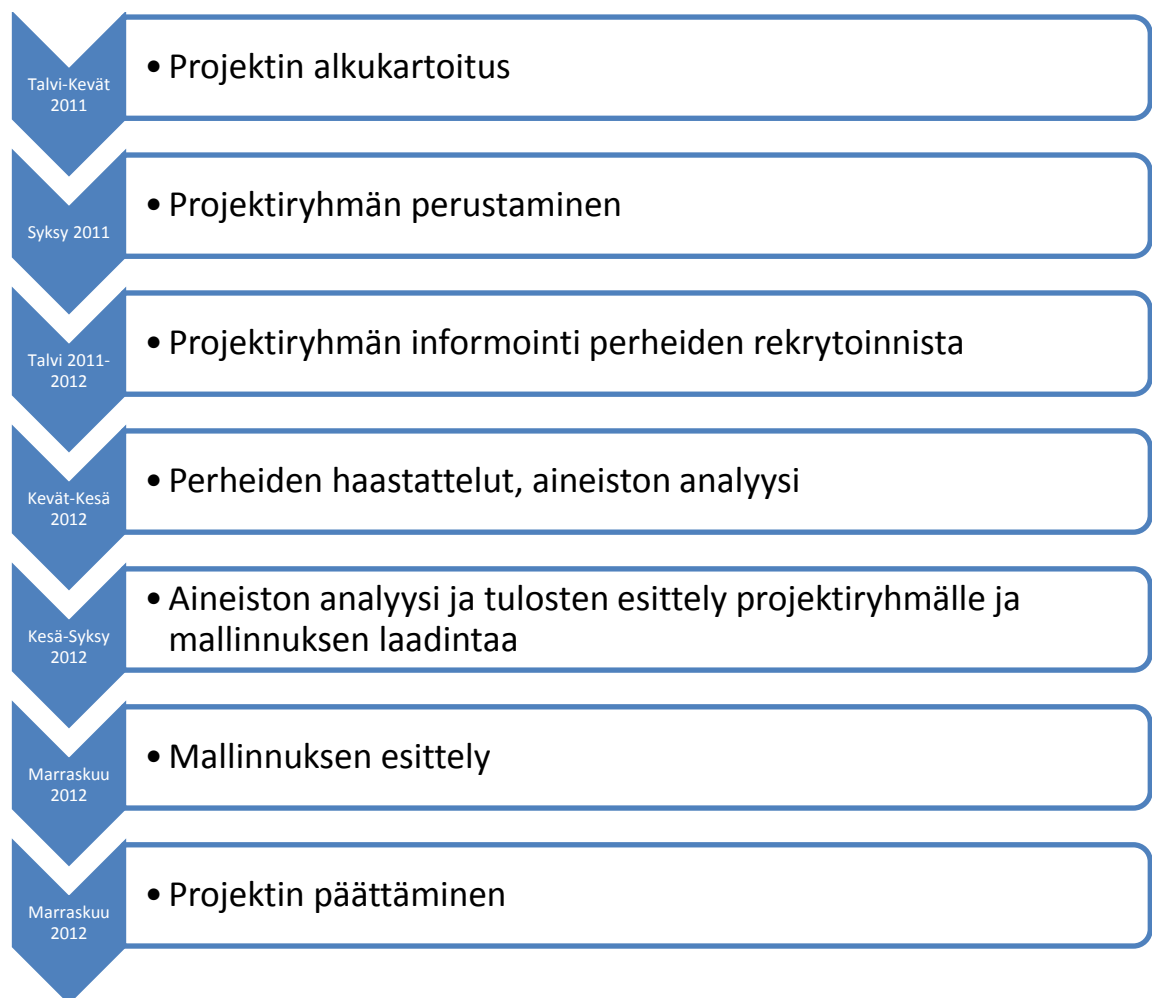 Talvi-Kevät
2011
• Projektin alkukartoitus
Syksy 2011
• Projektiryhmän perustaminen
Talvi 2011-
2012
• Projektiryhmän informointi perheiden rekrytoinnista
Kevät-Kesä
2012
• Perheiden haastattelut, aineiston analyysi
Kesä-Syksy
2012
• Aineiston analyysi ja tulosten esittely projektiryhmälle ja
mallinnuksen laadintaa
Marraskuu
2012
• Mallinnuksen esittely
Marraskuu
2012
• Projektin päättäminen